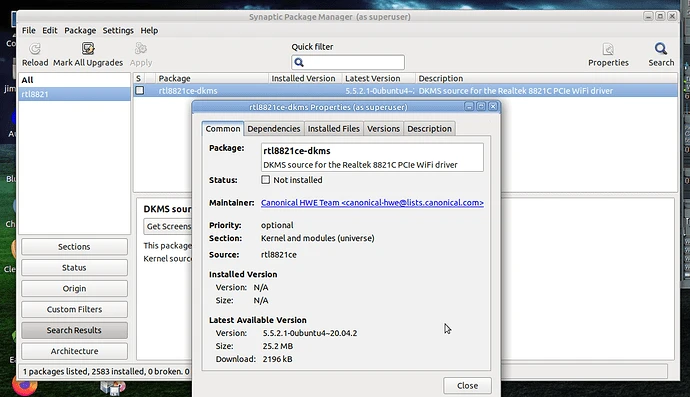 Synaptic Package Manager (as superuser)
File Edit Package Settings Help
Quick filter
Reload Mark All Upgrades Apply Properties Search
All
rtl8821
S Package Installed Version Latest Version Description
rtl8821ce-dkms 5.5.2.1-0ubuntu4~ DKMS source for the Realtek 8821C PCIe WiFi driver
rtl8821ce-dkms Properties (as superuser)
Common Dependencies Installed Files Versions Description
Package: rtl8821ce-dkms
DKMS source for the Realtek 8821C PCIe WiFi driver
Status: Not installed
Maintainer: Canonical HWE Team <canonical-hwe@lists.canonical.com>
Priority: optional
Section: Kernel and modules (universe)
Source: rtl8821ce
Installed Version
Version: N/A
Size: N/A
Latest Available Version
Version: 5.5.2.1-0ubuntu4~20.04.2
Size: 25.2 MB
Download: 2196 kB
Close
DKMS sour
Get Screens
This package
Kernel source
Sections
Status
Origin
Custom Filters
Search Results
Architecture
1 packages listed, 2583 installed, 0 broken. 0